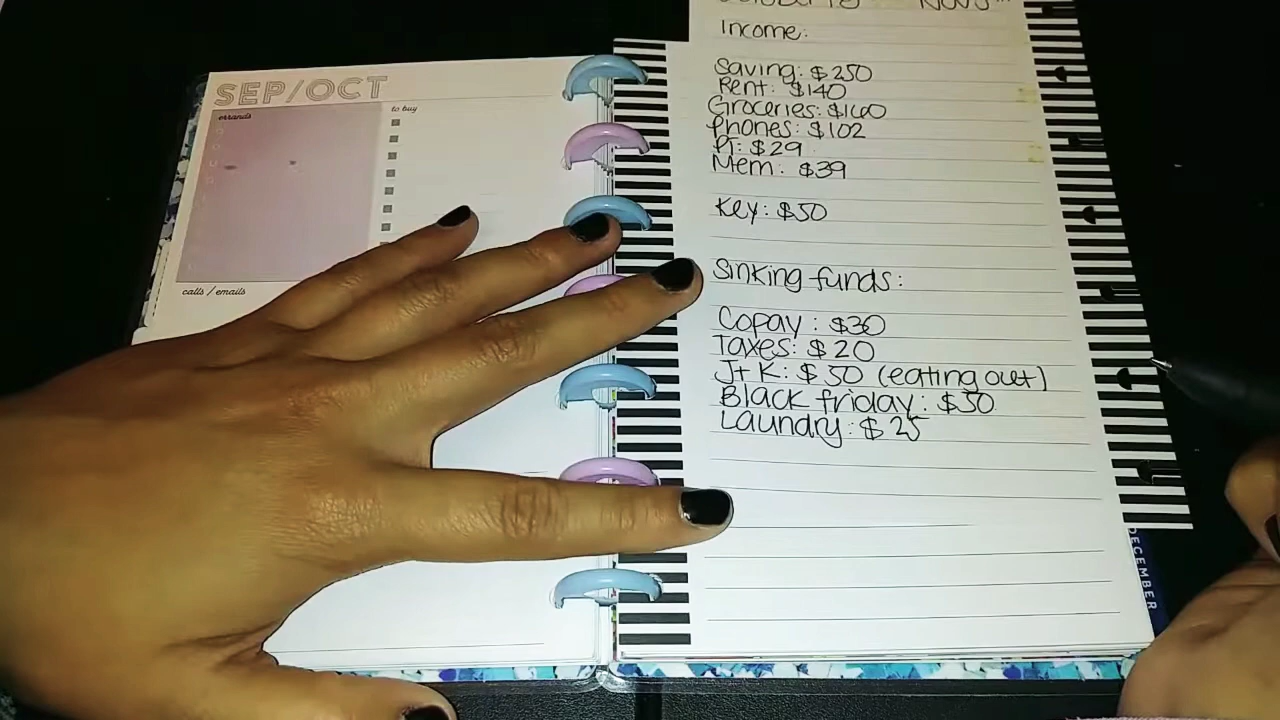 SEP/OCT
errands
to buy
calls / emails
Income:
Saving: $250
Rent: $140
Groceries: $160
Phones: $102
PT: $29
Mem: $39
Key: $50
Sinking funds:
Copay: $30
Taxes: $20
J+K: $50 (eating out)
Black friday: $50
Laundry: $25
DECEMBER